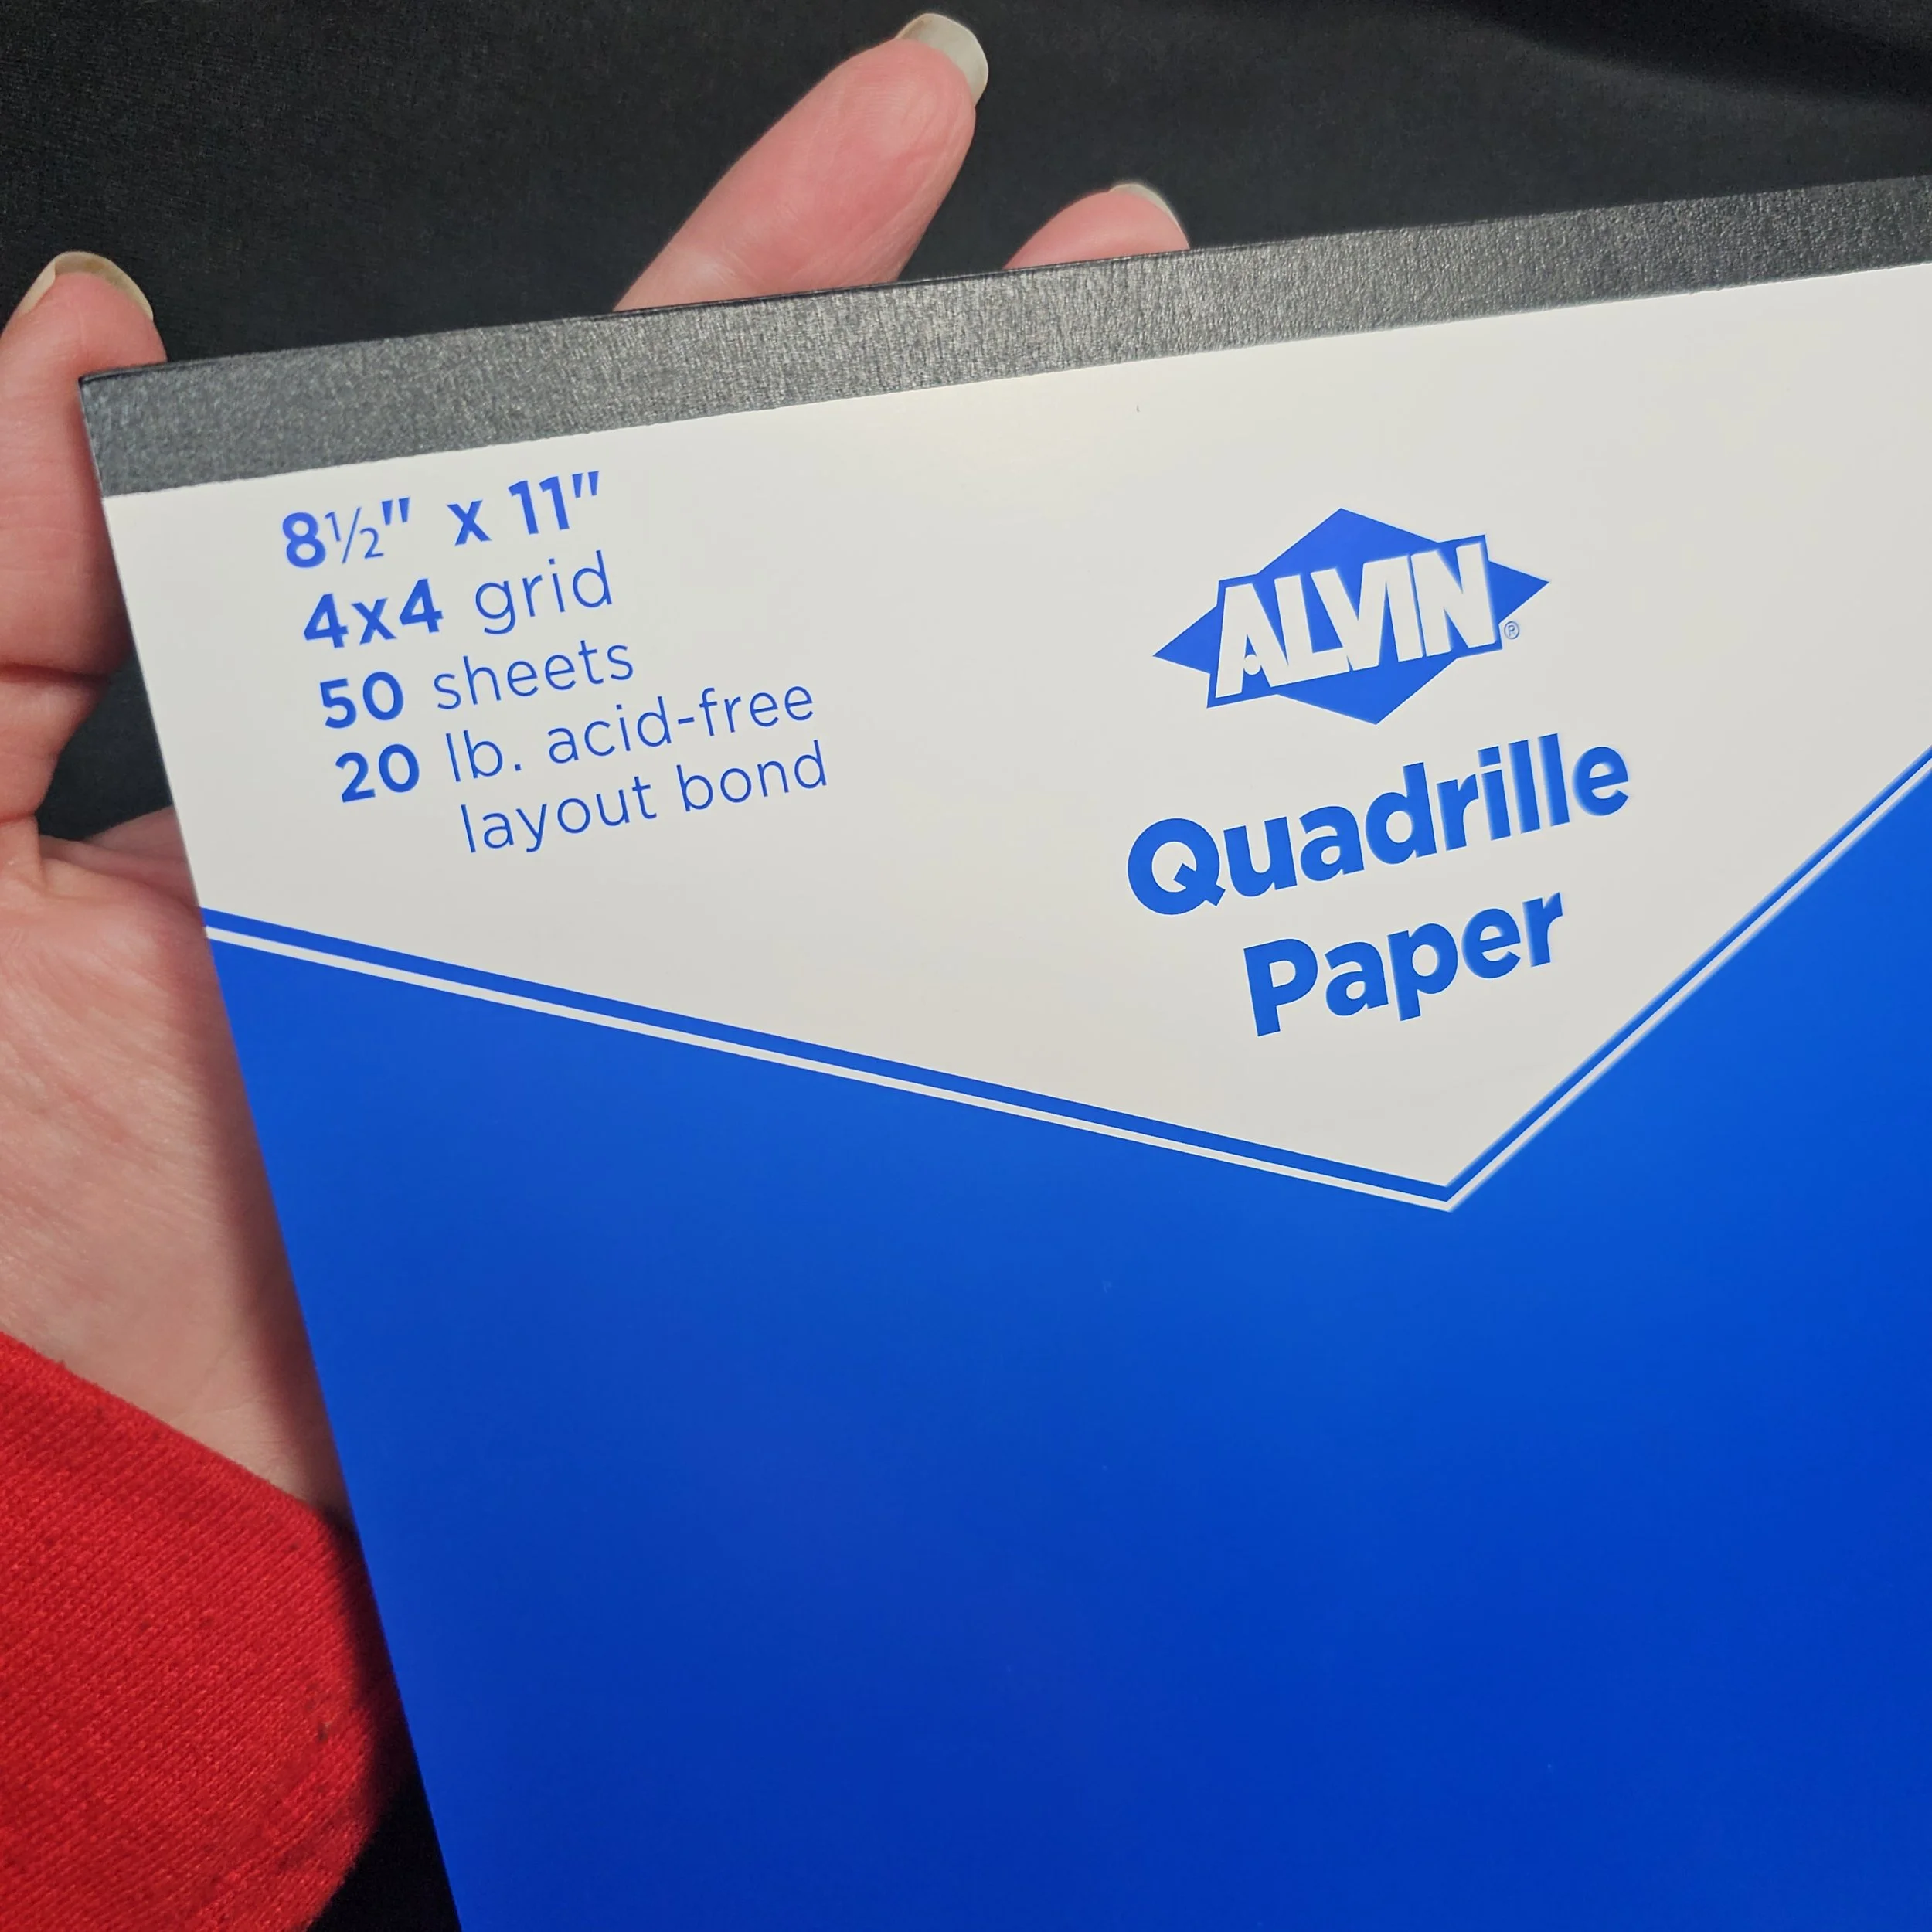 8½" x 11"
4x4 grid
50 sheets
20 lb. acid-free
layout bond
ALVIN®
Quadrille
Paper